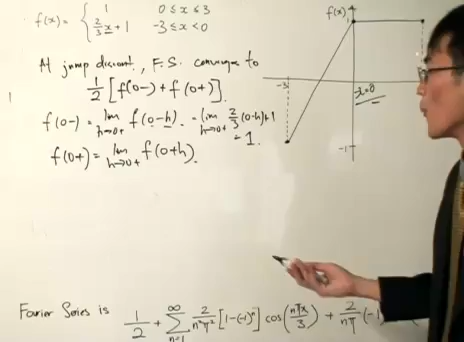 f(x) = { 1 0 ≤ x ≤ 3
2/3 x + 1 -3 ≤ x < 0
At jump discont, F.S. converge to
1/2 [f(0-) + f(0+)].
f(0-) = lim h→0+ f(0-h) = lim h→0+ 2/3 (0-h) + 1
= 1.
f(0+) = lim h→0+ f(0+h).
f(x)
1
-3
x=0
-1
Fourier Series is 1/2 + ∑ n=1 ∞ 2/n²π² [1-(-1)ⁿ] cos(nπx/3) + 2/nπ (-1)